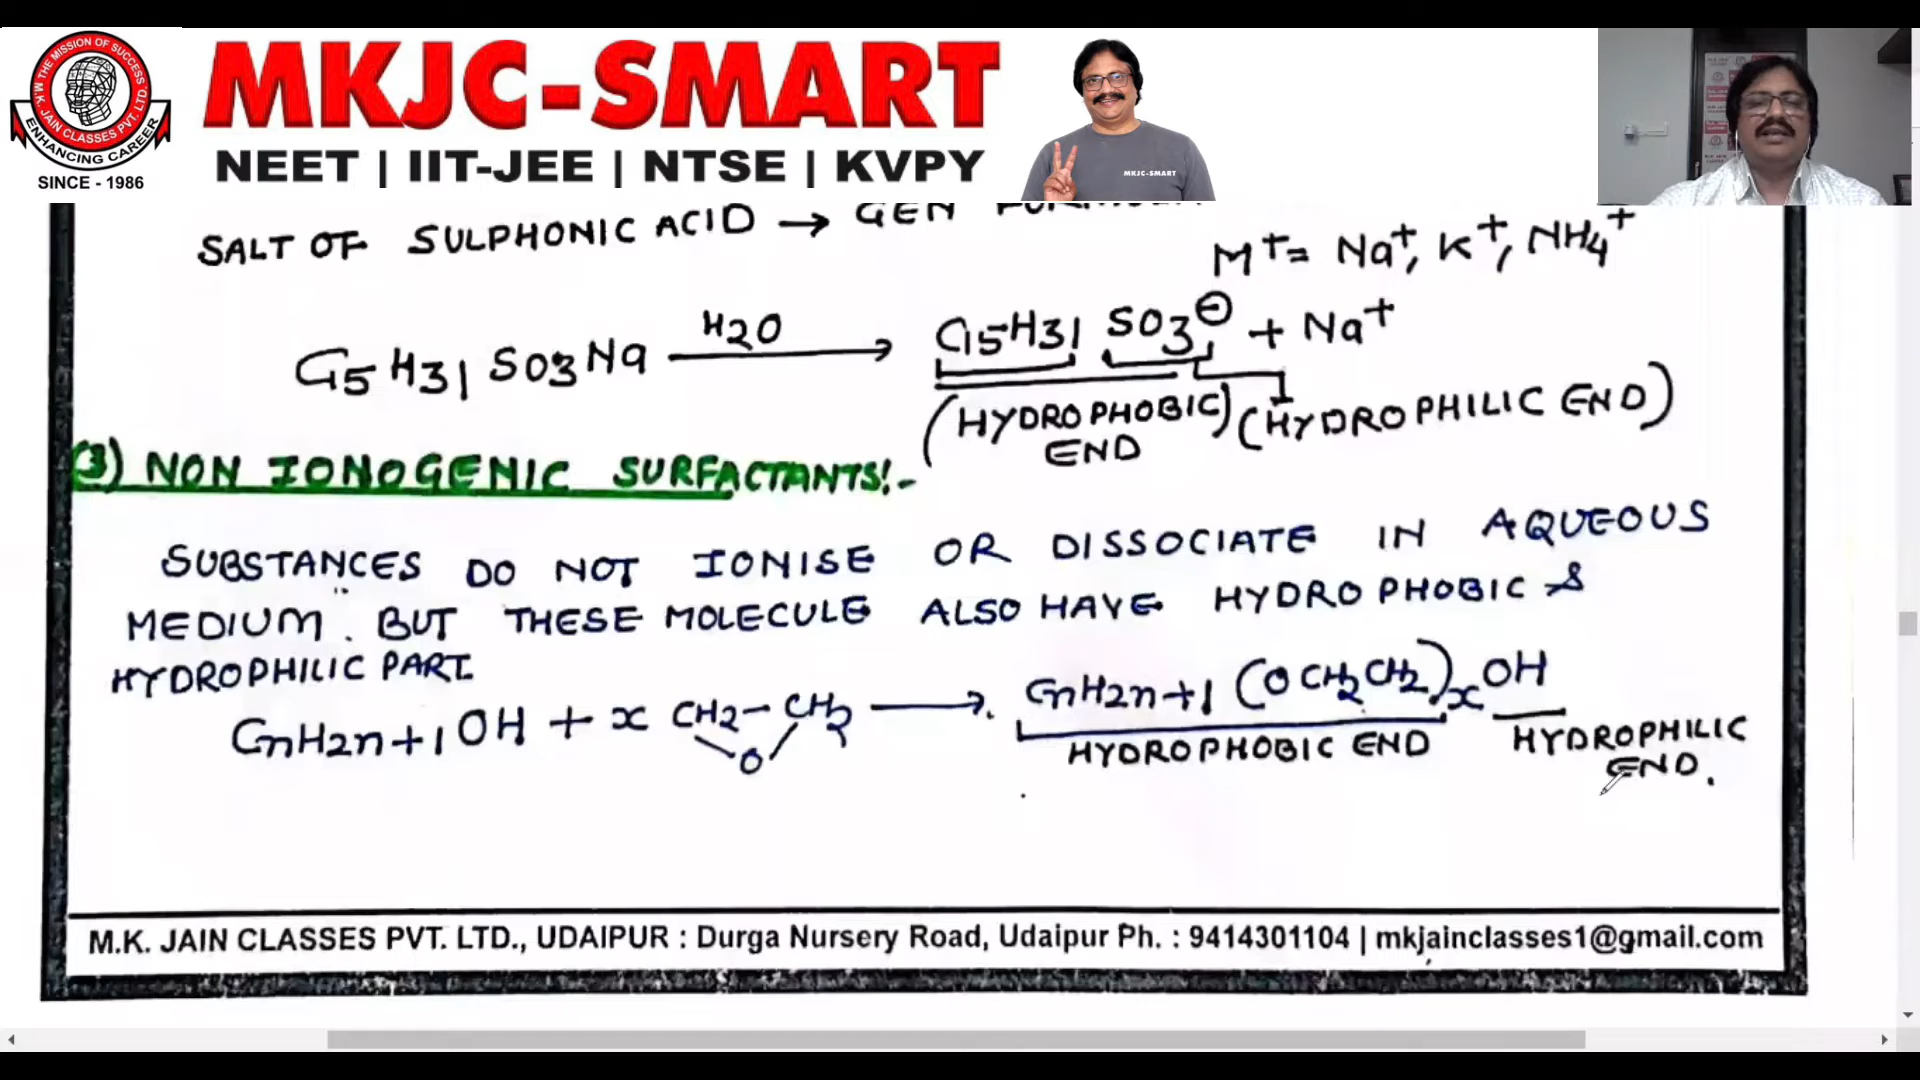 M.K. JAIN CLASSES PVT. LTD. THE MISSION OF SUCCESS
ENHANCING CAREER
SINCE - 1986
MKJC-SMART
NEET | IIT-JEE | NTSE | KVPY
MKJC-SMART
SALT OF SULPHONIC ACID → GEN
M+= Na+, K+, NH4+
C15H31 SO3Na H2O → C15H31 SO3⊖ + Na+
(HYDROPHOBIC END) (HYDROPHILIC END)
(3) NON IONOGENIC SURFACTANTS!-
SUBSTANCES DO NOT IONISE OR DISSOCIATE IN AQUEOUS
MEDIUM. BUT THESE MOLECULE ALSO HAVE HYDROPHOBIC &
HYDROPHILIC PART.
CnH2n+1OH + x CH2-CH2 O → CnH2n+1 (OCH2CH2)x OH
HYDROPHOBIC END HYDROPHILIC END.
M.K. JAIN CLASSES PVT. LTD., UDAIPUR : Durga Nursery Road, Udaipur Ph. : 9414301104 | mkjainclasses1@gmail.com